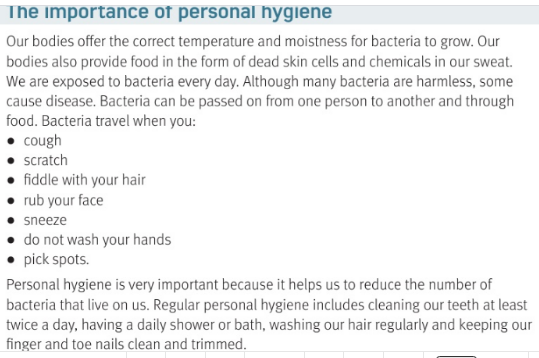 The importance of personal hygiene
Our bodies offer the correct temperature and moistness for bacteria to grow. Our
bodies also provide food in the form of dead skin cells and chemicals in our sweat.
We are exposed to bacteria every day. Although many bacteria are harmless, some
cause disease. Bacteria can be passed on from one person to another and through
food. Bacteria travel when you:
• cough
• scratch
• fiddle with your hair
• rub your face
• sneeze
• do not wash your hands
• pick spots.
Personal hygiene is very important because it helps us to reduce the number of
bacteria that live on us. Regular personal hygiene includes cleaning our teeth at least
twice a day, having a daily shower or bath, washing our hair regularly and keeping our
finger and toe nails clean and trimmed.